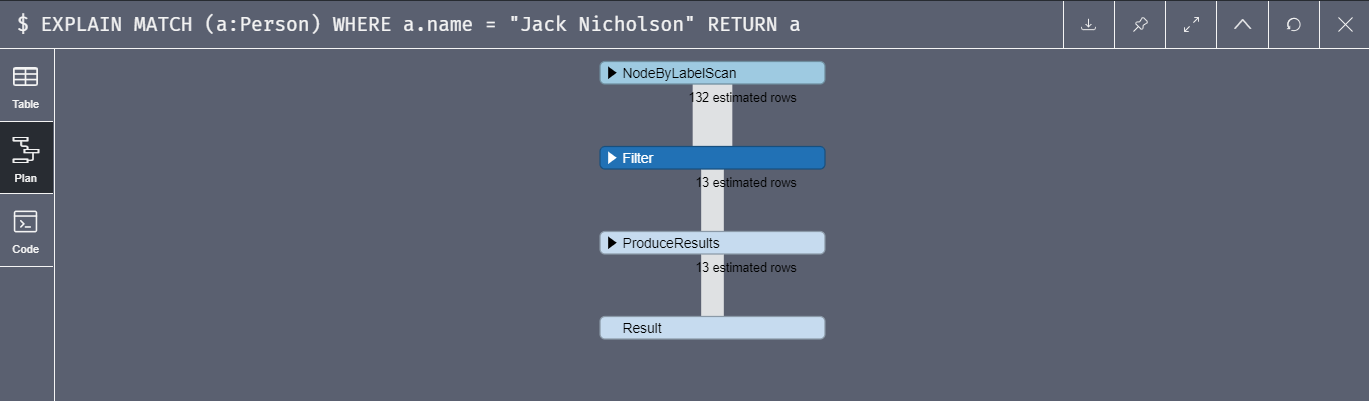 $ EXPLAIN MATCH (a:Person) WHERE a.name = "Jack Nicholson" RETURN a
Table
Plan
Code
NodeByLabelScan
132 estimated rows
Filter
13 estimated rows
ProduceResults
13 estimated rows
Result